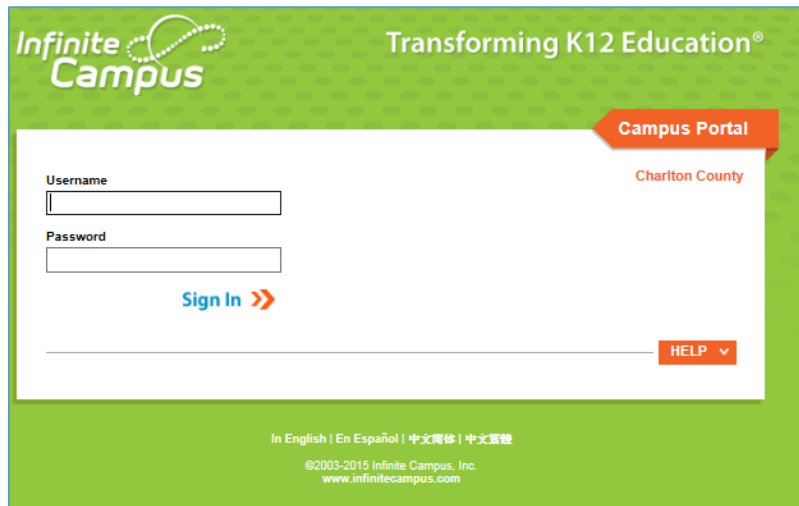 Infinite
Campus
Transforming K12 Education®
Campus Portal
Charlton County
Username
Password
Sign In
HELP
In English | En Español | 中文簡体 | 中文繁體
©2003-2015 Infinite Campus, Inc.
www.infinitecampus.com